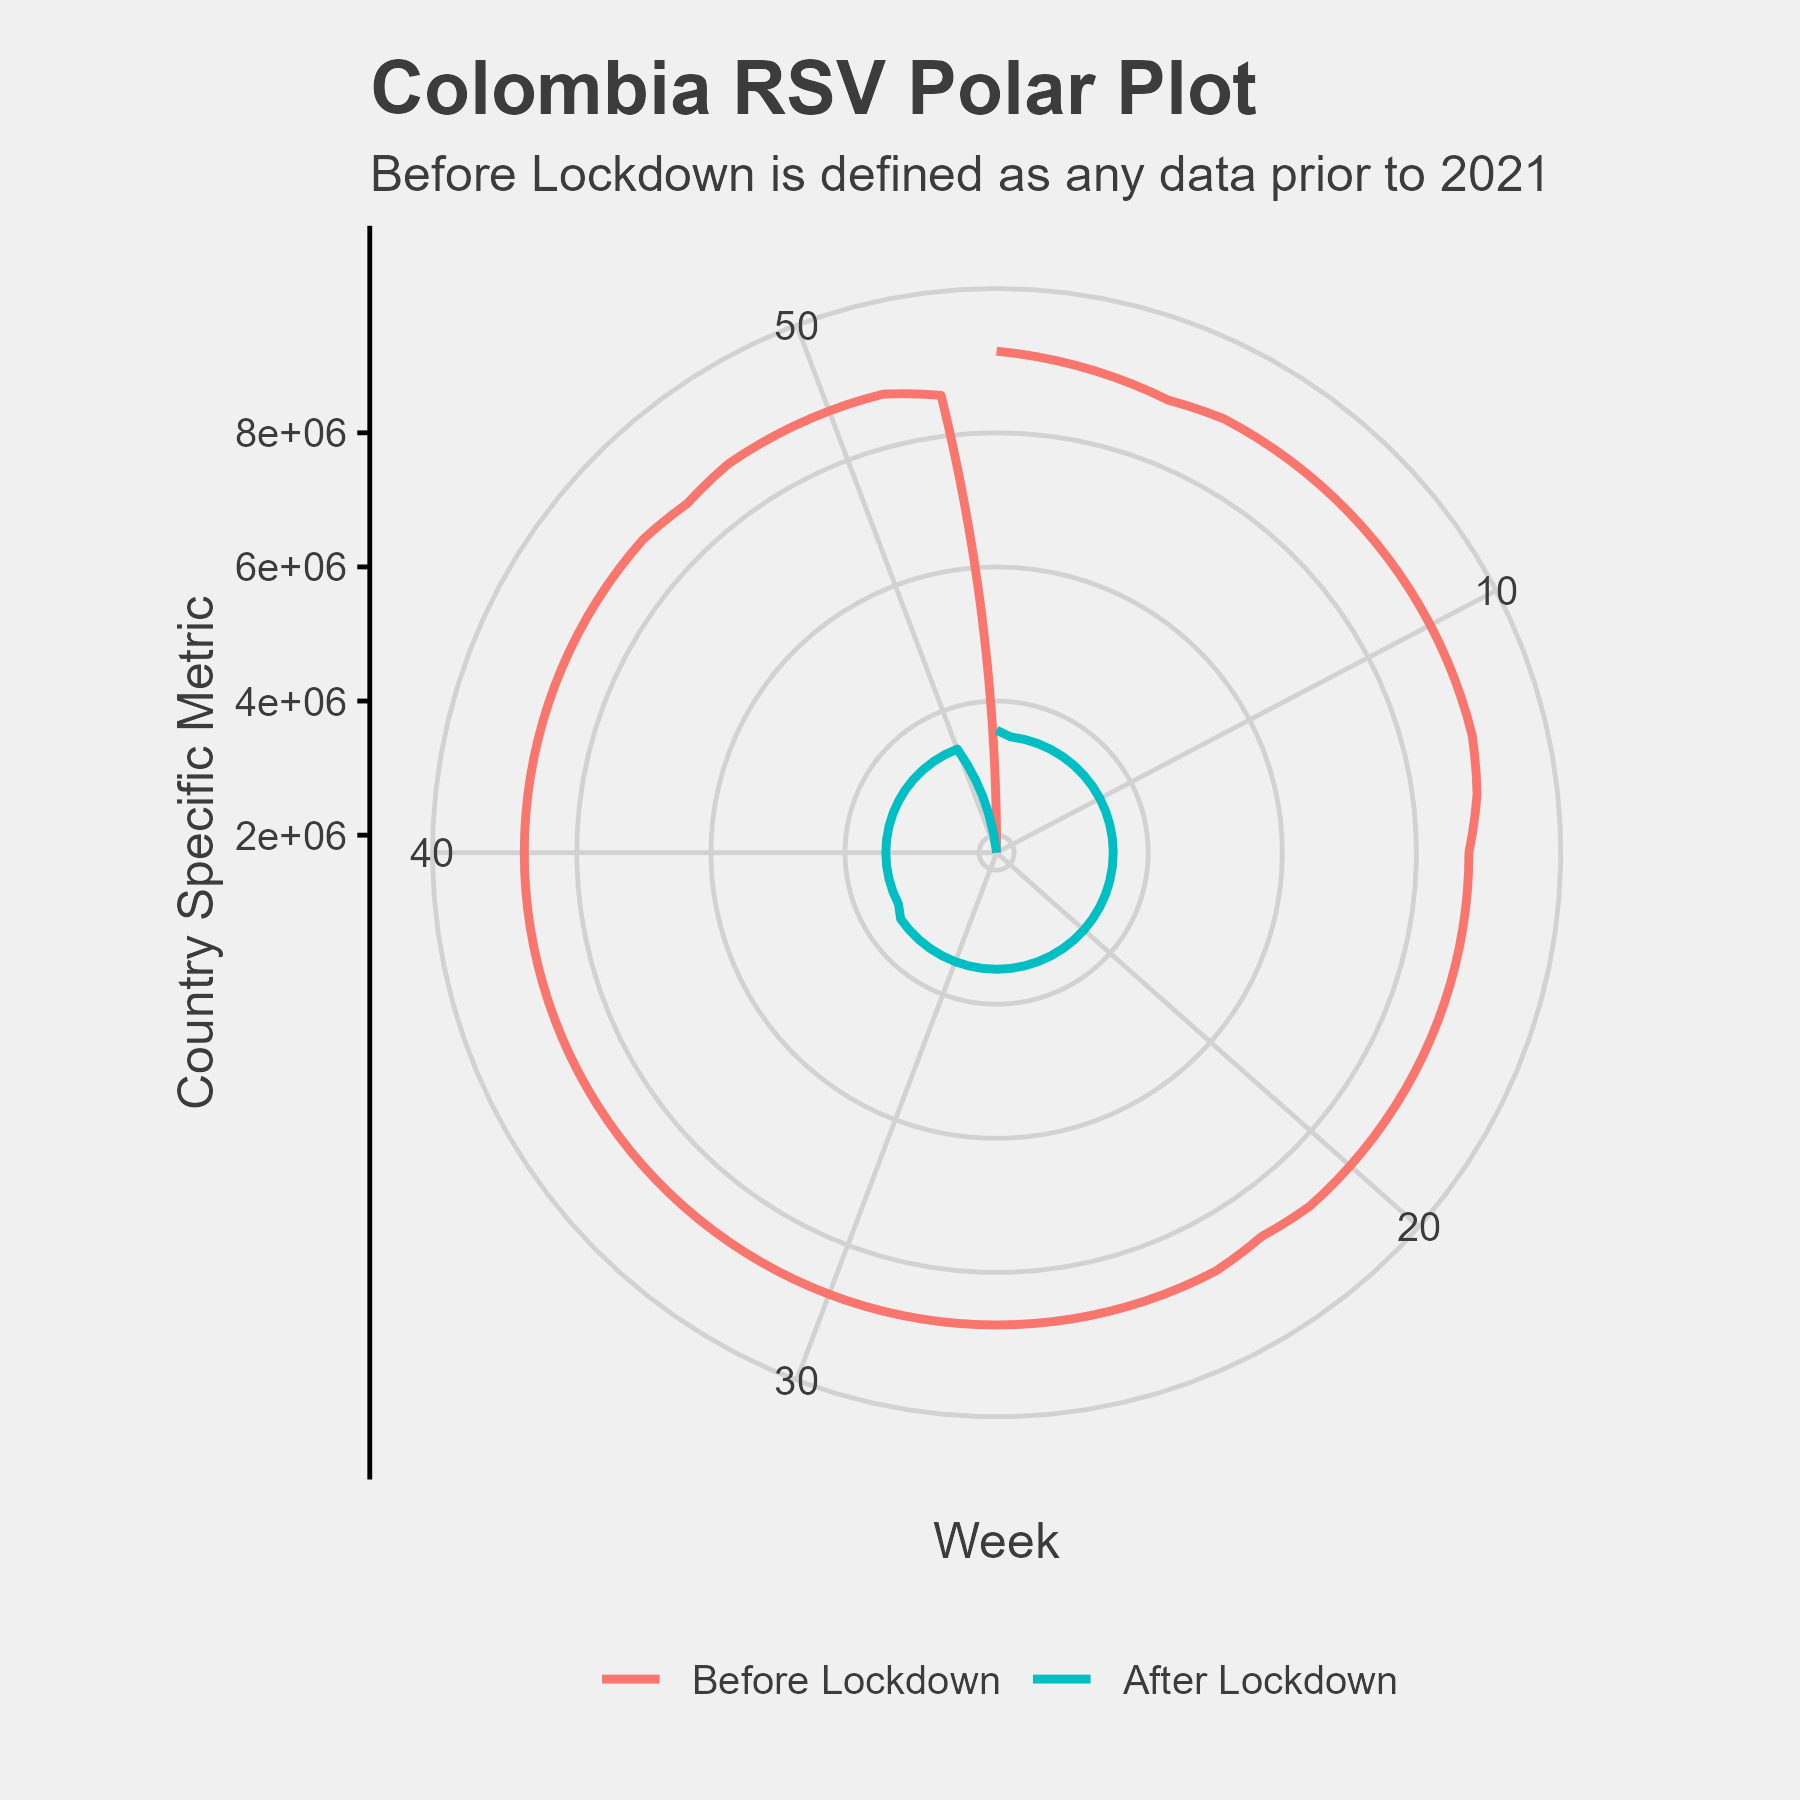 Colombia RSV Polar Plot
Before Lockdown is defined as any data prior to 2021
50
8e+06
10
6e+06
4e+06
2e+06
40
Country Specific Metric
20
30
Week
Before Lockdown
After Lockdown